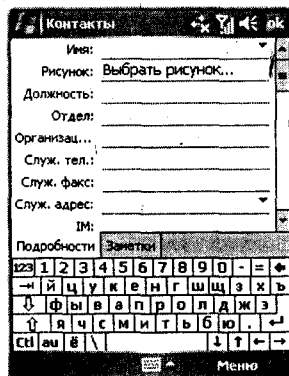 Контакты ok
Имя:
Рисунок: Выбрать рисунок...
Должность:
Отдел:
Организац...
Служ. тел.:
Служ. факс:
Служ. адрес:
IM:
Подробности Заметки
123 1 2 3 4 5 6 7 8 9 0 - =
й ц у к е н г ш щ з х ъ
ф ы в а п р о л д ж э
я ч с м и т ь б ю .
Ctl au ё \
Меню